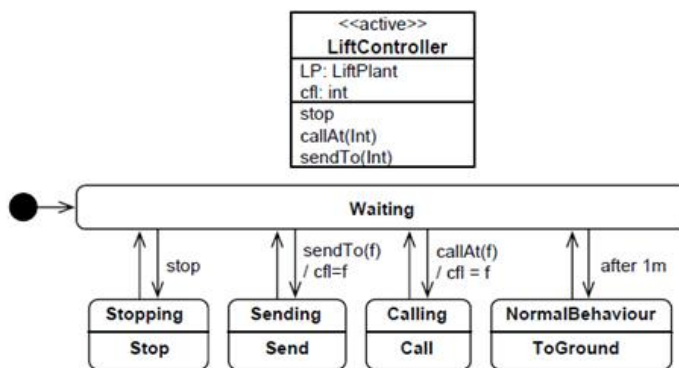 <<active>>
LiftController
LP: LiftPlant
cfl: int
stop
callAt(Int)
sendTo(Int)
Waiting
stop
sendTo(f)
/ cfl=f
callAt(f)
/ cfl = f
after 1m
Stopping
Stop
Sending
Send
Calling
Call
NormalBehaviour
ToGround